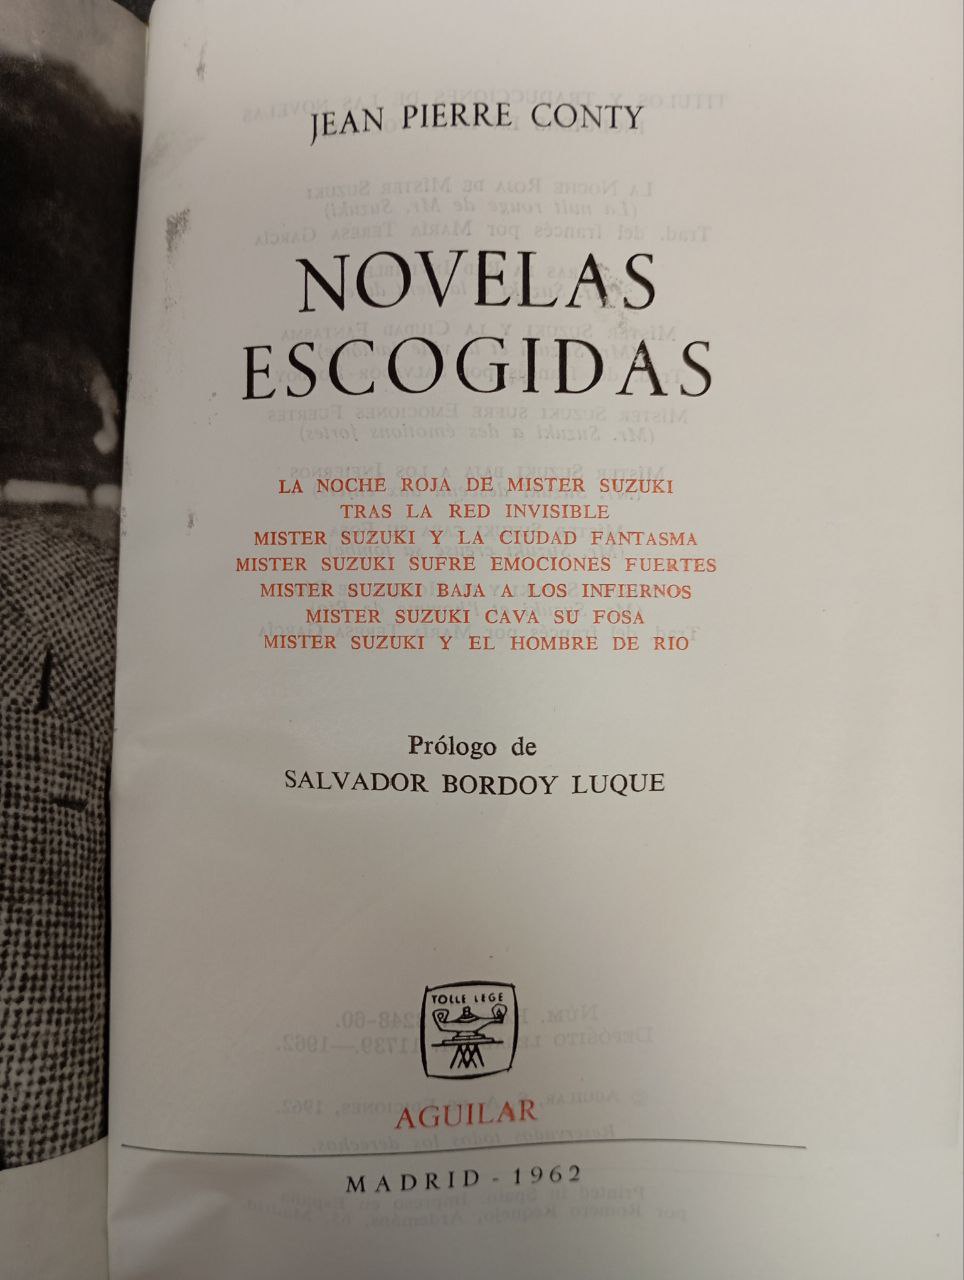 JEAN PIERRE CONTY
NOVELAS
ESCOGIDAS
LA NOCHE ROJA DE MISTER SUZUKI
TRAS LA RED INVISIBLE
MISTER SUZUKI Y LA CIUDAD FANTASMA
MISTER SUZUKI SUFRE EMOCIONES FUERTES
MISTER SUZUKI BAJA A LOS INFIERNOS
MISTER SUZUKI CAVA SU FOSA
MISTER SUZUKI Y EL HOMBRE DE RIO
Prólogo de
SALVADOR BORDOY LUQUE
TOLLE LEGE
AGUILAR
MADRID - 1962